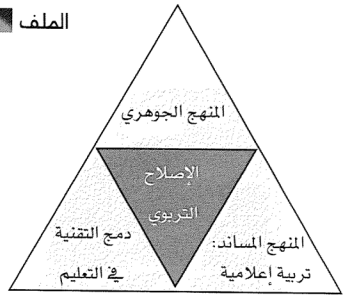 الملف
المنهج الجوهري
الإصلاح
التربوي
دمج التقنية
في التعليم
المنهج المساند:
تربية إعلامية